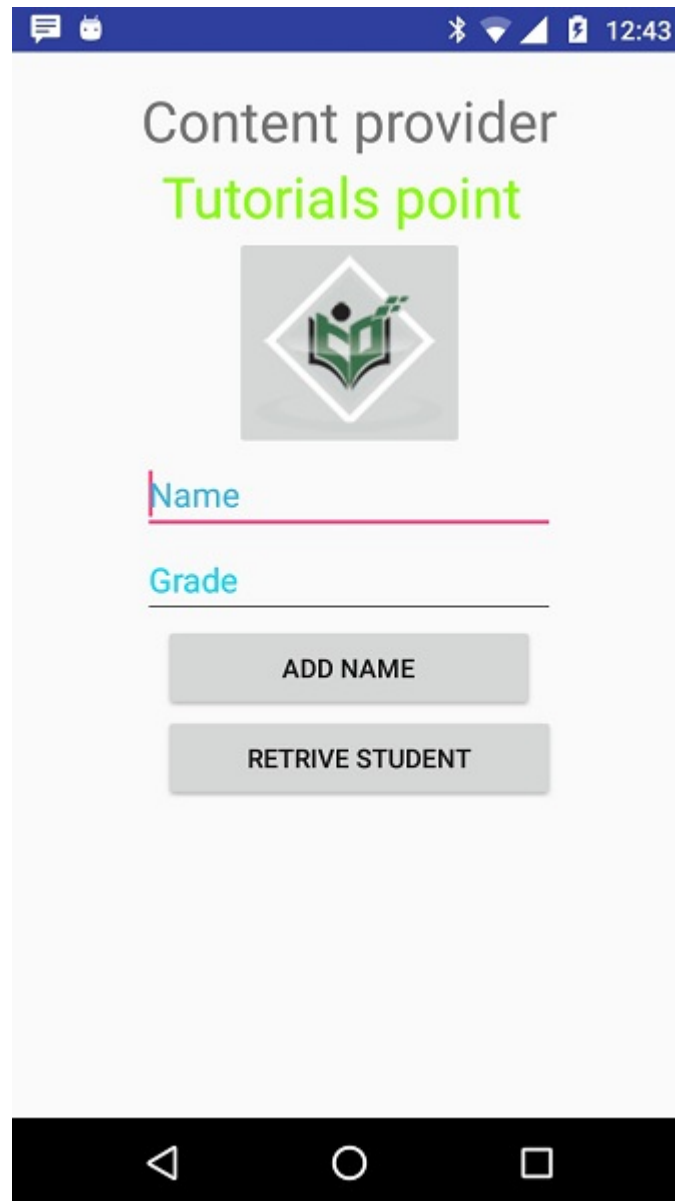 12:43
Content provider
Tutorials point
Name
Grade
ADD NAME
RETRIVE STUDENT